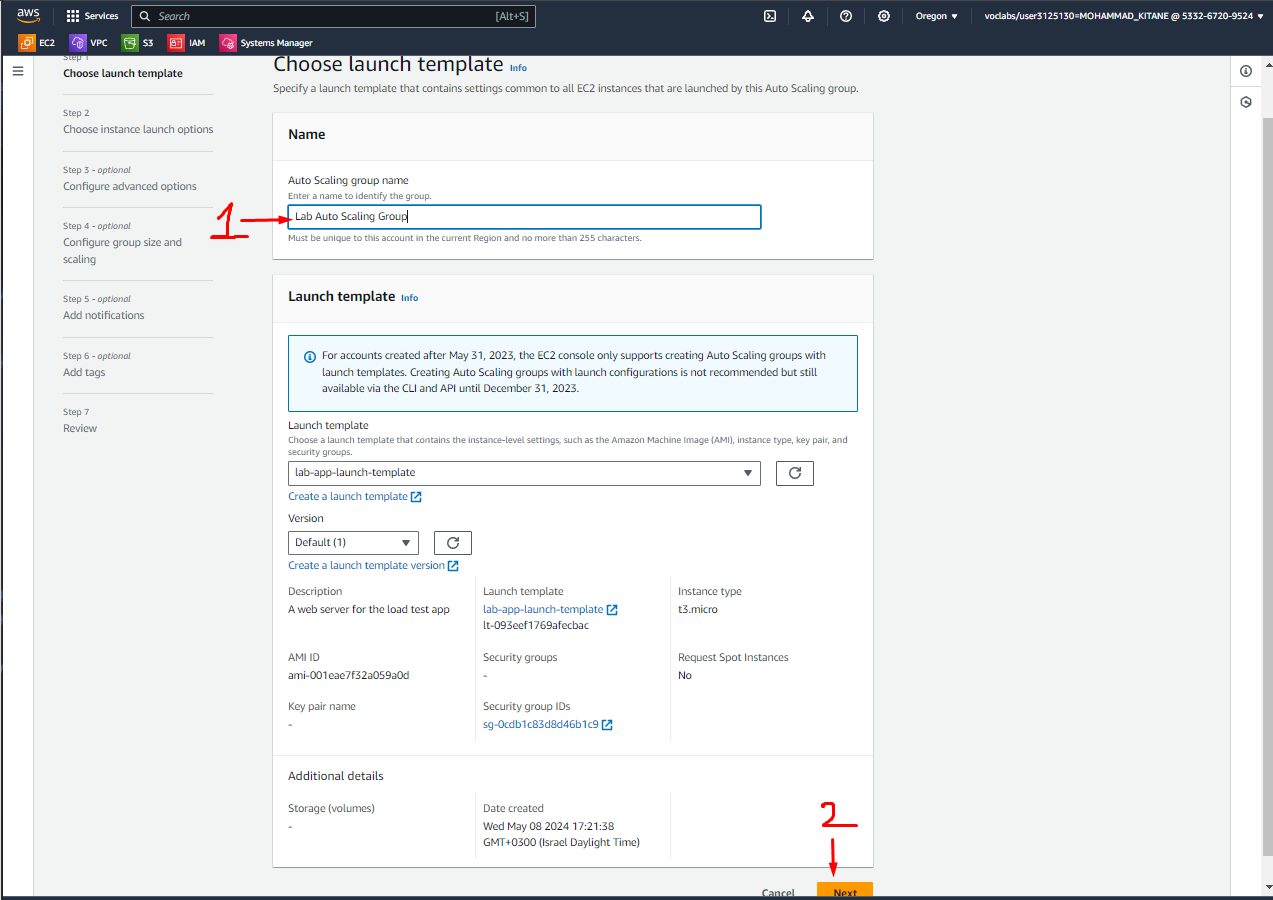 aws
Services
Search
[Alt+S]
Oregon
voclabs/user3125130=MOHAMMAD_KITANE @ 5332-6720-9524
EC2
VPC
S3
IAM
Systems Manager
Step 1
Choose launch template
Step 2
Choose instance launch options
Step 3 - optional
Configure advanced options
Step 4 - optional
Configure group size and
scaling
Step 5 - optional
Add notifications
Step 6 - optional
Add tags
Step 7
Review
Choose launch template Info
Specify a launch template that contains settings common to all EC2 instances that are launched by this Auto Scaling group.
Name
Auto Scaling group name
Enter a name to identify the group.
1
Lab Auto Scaling Group
Must be unique to this account in the current Region and no more than 255 characters.
Launch template Info
For accounts created after May 31, 2023, the EC2 console only supports creating Auto Scaling groups with
launch templates. Creating Auto Scaling groups with launch configurations is not recommended but still
available via the CLI and API until December 31, 2023.
Launch template
Choose a launch template that contains the instance-level settings, such as the Amazon Machine Image (AMI), instance type, key pair, and
security groups.
lab-app-launch-template
Create a launch template
Version
Default (1)
Create a launch template version
Description
A web server for the load test app
Launch template
lab-app-launch-template
lt-093eef1769afecbac
Instance type
t3.micro
AMI ID
ami-001eae7f32a059a0d
Security groups
-
Request Spot Instances
No
Key pair name
-
Security group IDs
sg-0cdb1c83d8d46b1c9
Additional details
Storage (volumes)
-
Date created
Wed May 08 2024 17:21:38
GMT+0300 (Israel Daylight Time)
2
Cancel
Next